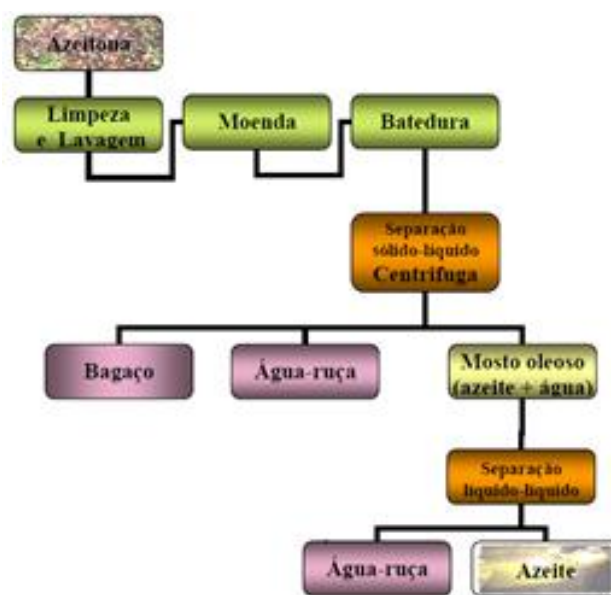 Azeitona
Limpeza
e Lavagem
Moenda
Batedura
Separação
sólido-líquido
Centrífuga
Bagaço
Água-ruça
Mosto oleoso
(azeite + água)
Separação
líquido-líquido
Água-ruça
Azeite